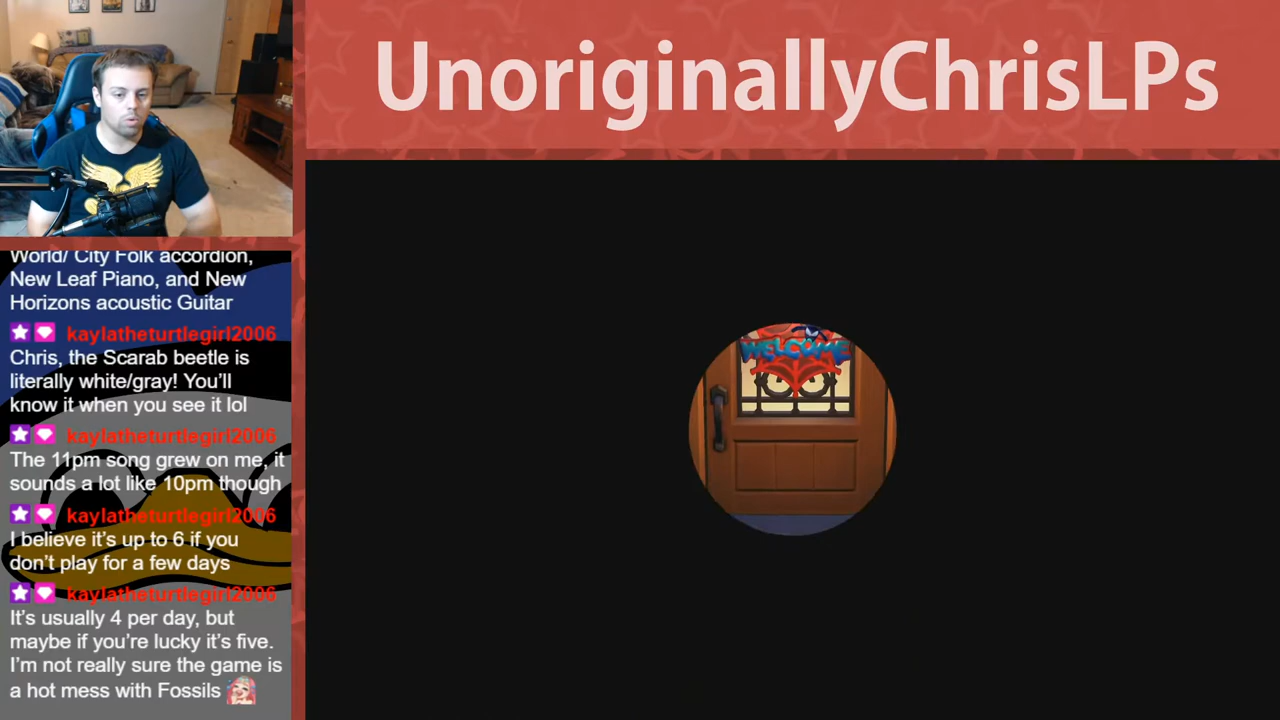 UnoriginallyChrisLPs
WELCOME
World/ City Folk accordion,
New Leaf Piano, and New
Horizons acoustic Guitar
kaylatheturtlegirl2006
Chris, the Scarab beetle is
literally white/gray! You’ll
know it when you see it lol
kaylatheturtlegirl2006
The 11pm song grew on me, it
sounds a lot like 10pm though
kaylatheturtlegirl2006
I believe it’s up to 6 if you
don’t play for a few days
kaylatheturtlegirl2006
It’s usually 4 per day, but
maybe if you’re lucky it’s five.
I’m not really sure the game is
a hot mess with Fossils